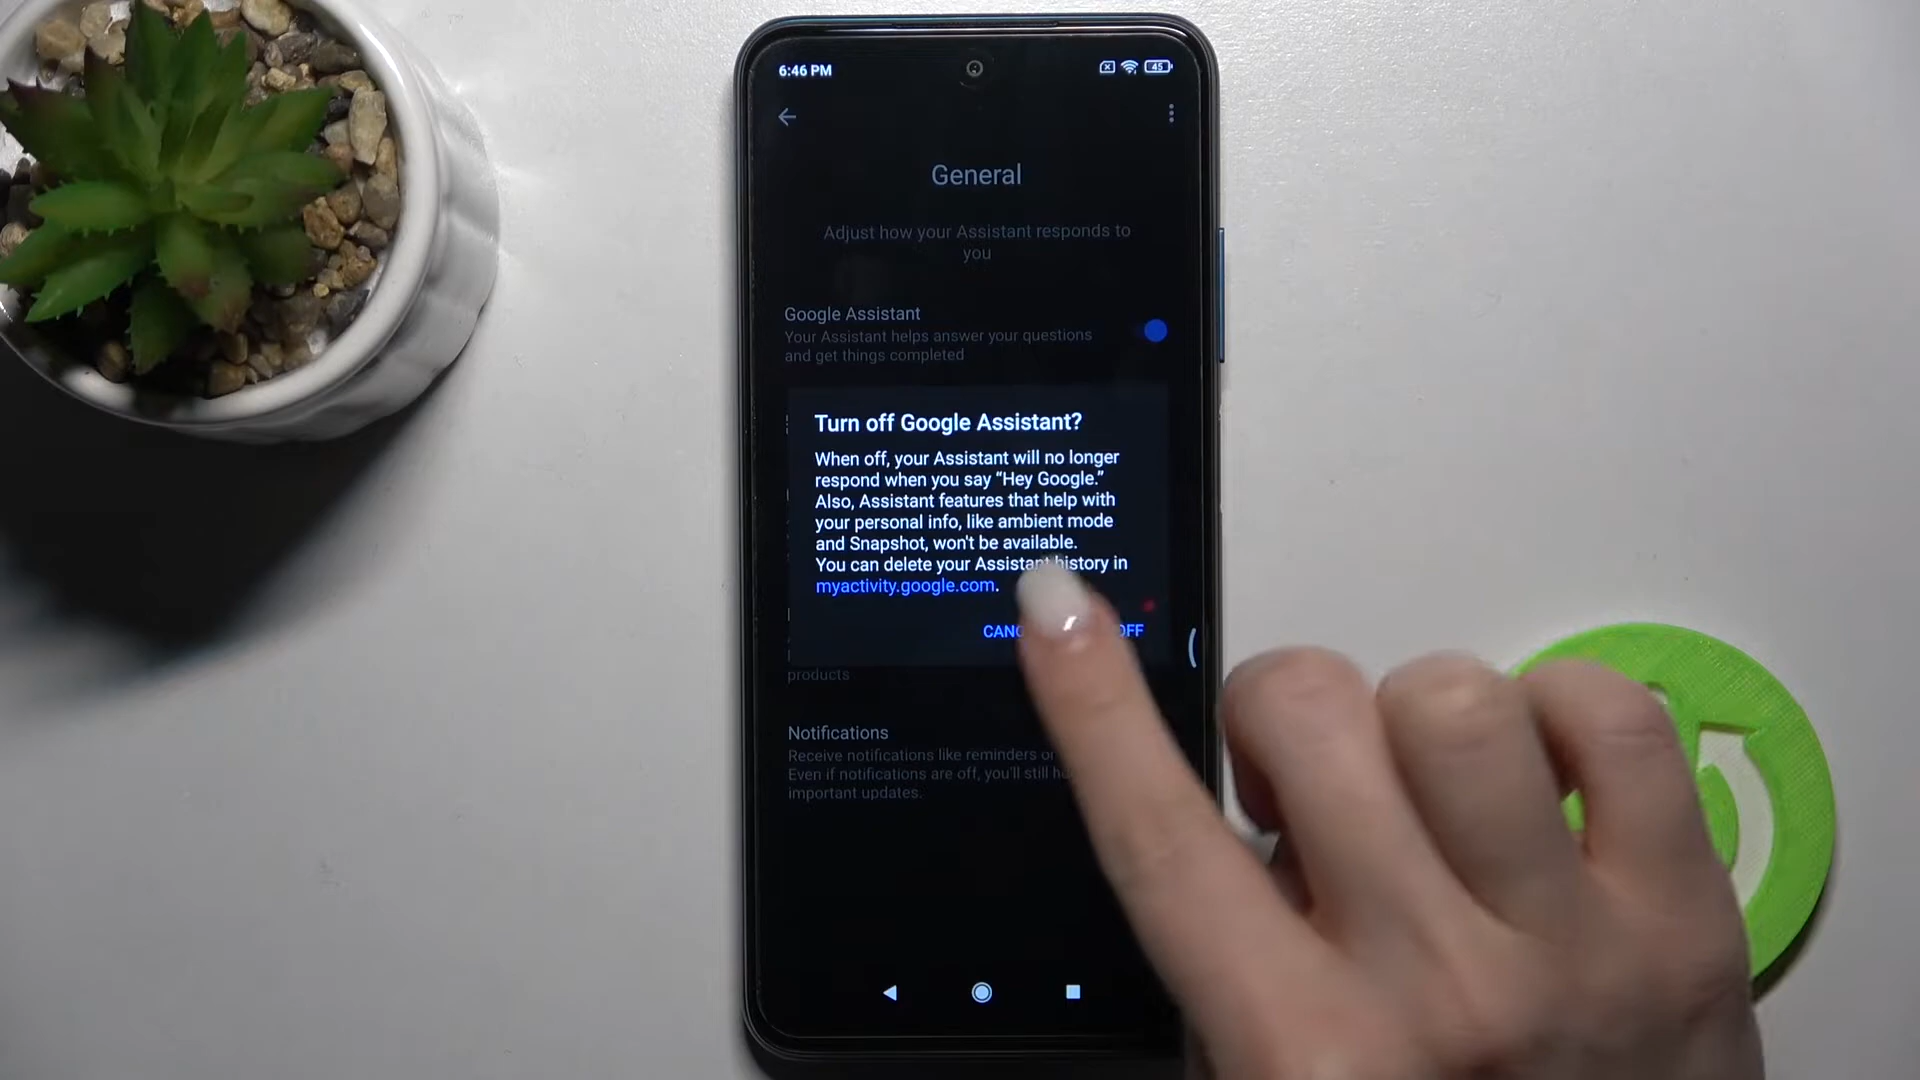 6:46 PM
45
General
Adjust how your Assistant responds to
you
Google Assistant
Your Assistant helps answer your questions
and get things completed
Turn off Google Assistant?
When off, your Assistant will no longer
respond when you say “Hey Google.”
Also, Assistant features that help with
your personal info, like ambient mode
and Snapshot, won't be available.
You can delete your Assistant history in
myactivity.google.com.
OFF
products
Notifications
Receive notifications like reminders
Even if notifications are off, you'll still
important updates.